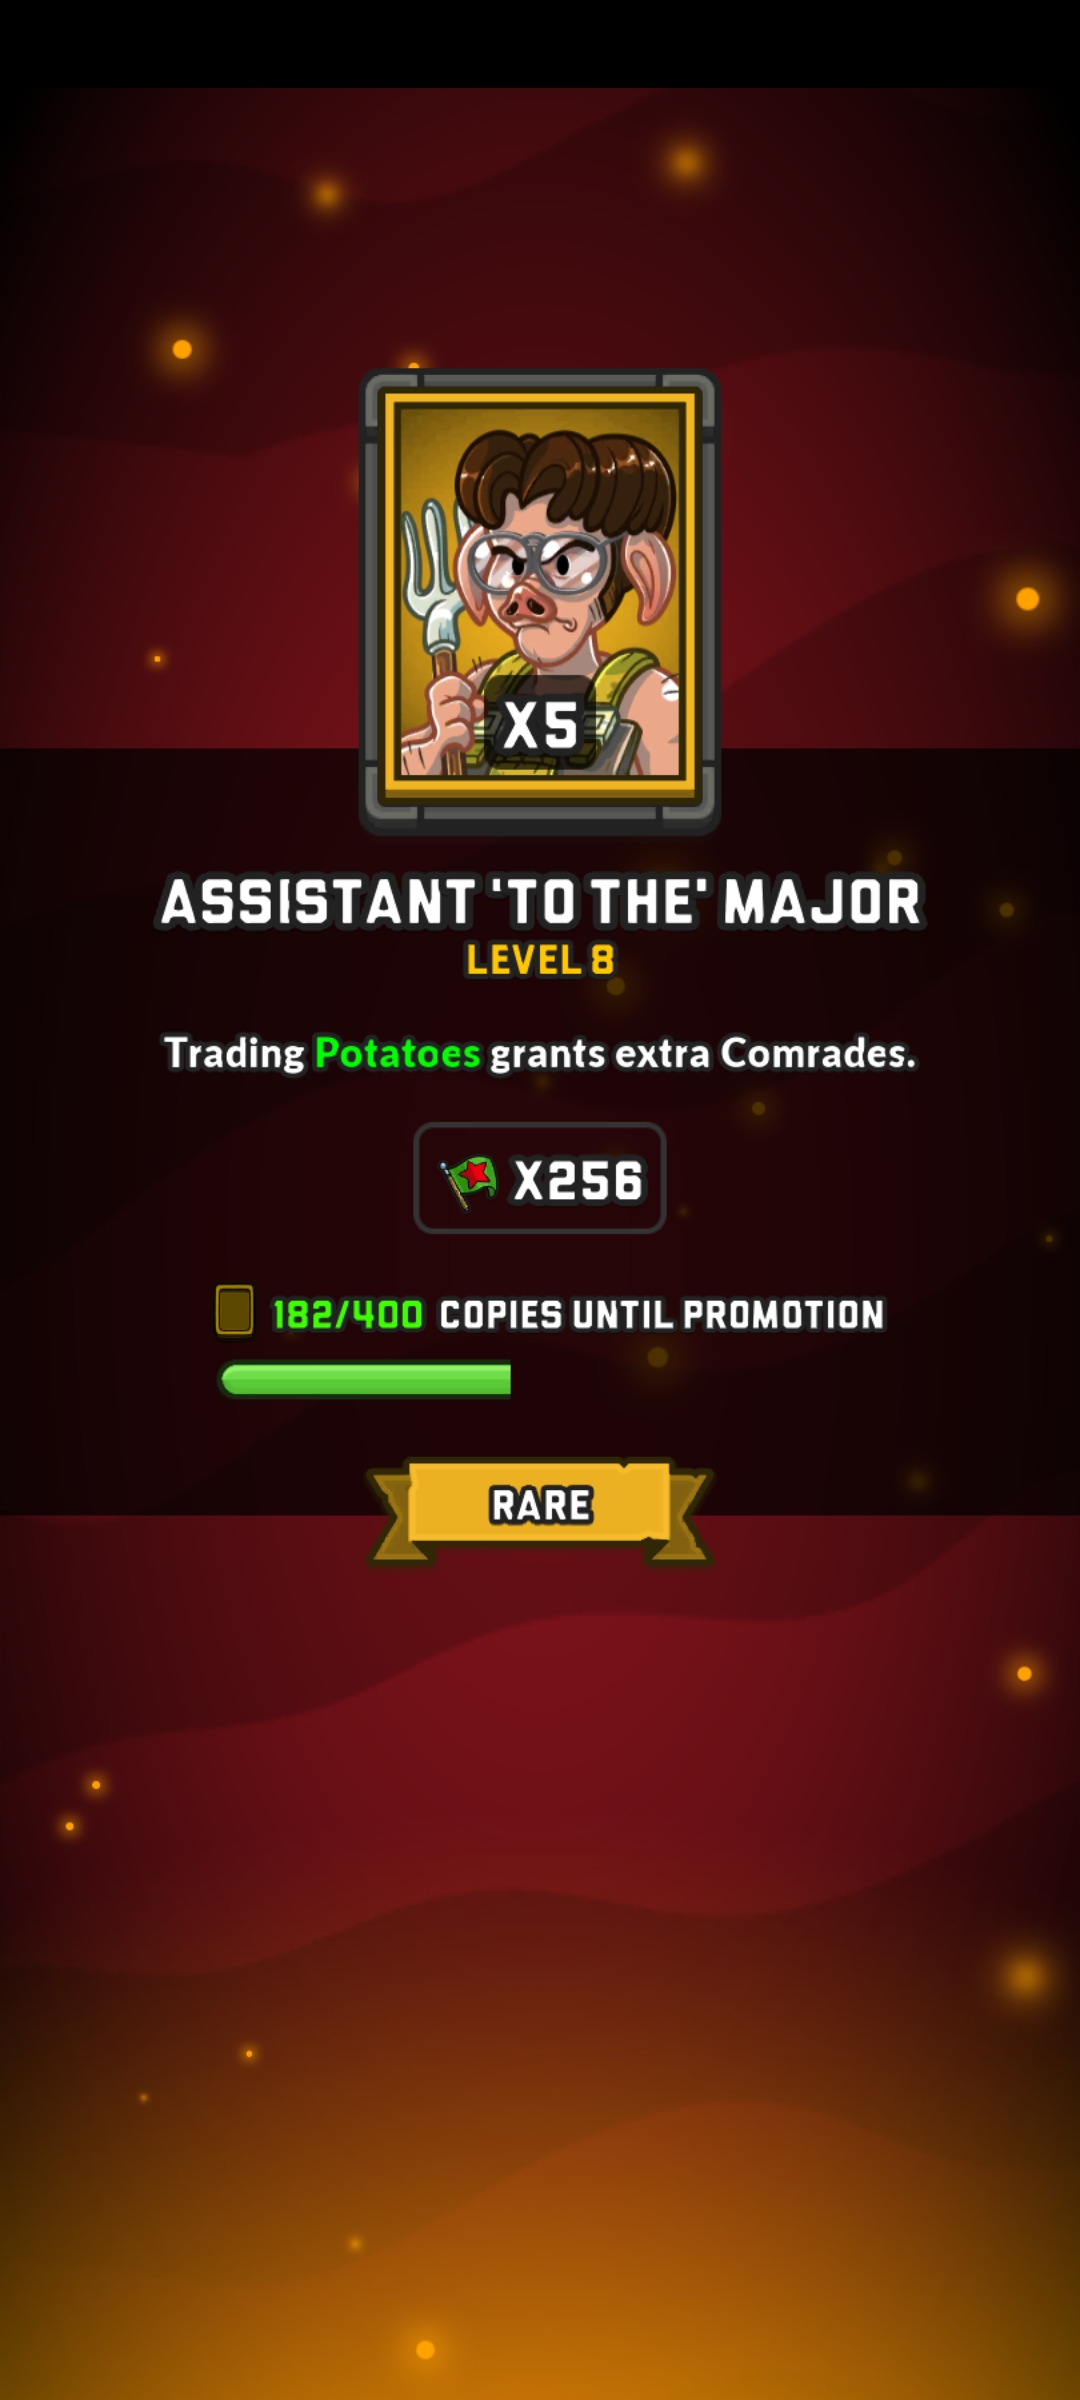 X5
ASSISTANT 'TO THE' MAJOR
LEVEL 8
Trading Potatoes grants extra Comrades.
X256
182/400 COPIES UNTIL PROMOTION
RARE